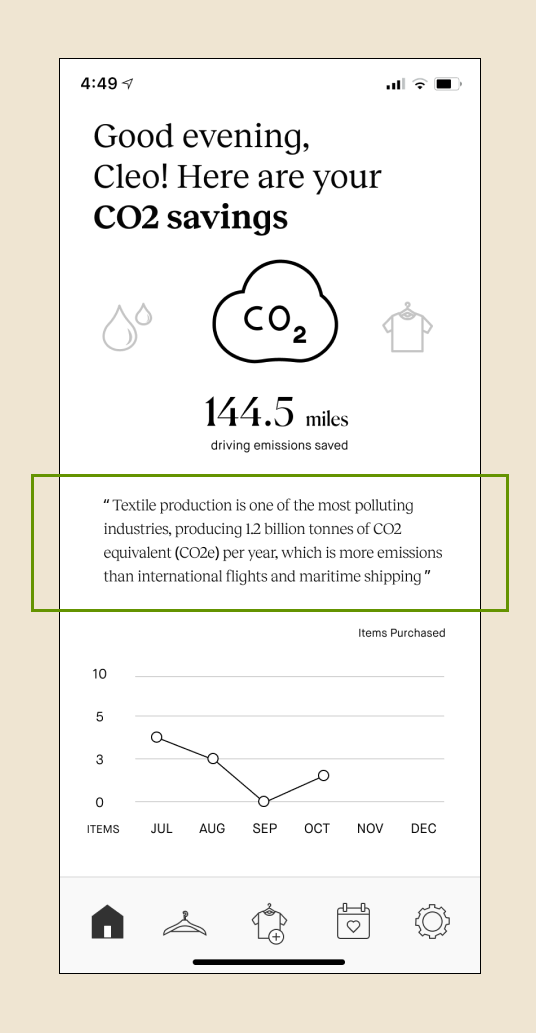 4:49
Good evening,
Cleo! Here are your
CO2 savings
CO2
144.5 miles
driving emissions saved
“ Textile production is one of the most polluting
industries, producing 1.2 billion tonnes of CO2
equivalent (CO2e) per year, which is more emissions
than international flights and maritime shipping ”
Items Purchased
10
5
3
0
ITEMS JUL AUG SEP OCT NOV DEC